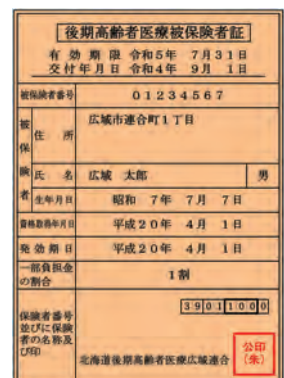 後期高齢者医療被保険者証
有効期限 令和5年 7月31日
交付年月日 令和4年 9月 1日
被保険者番号 01234567
被保険者
住所 広域市連合町1丁目
氏名 広域 太郎 男
生年月日 昭和 7年 7月 7日
資格取得年月日 平成20年 4月 1日
発効期日 平成20年 4月 1日
一部負担金の割合 1割
保険者番号並びに保険者の名称及び印
39011000
北海道後期高齢者医療広域連合
公印
(朱)